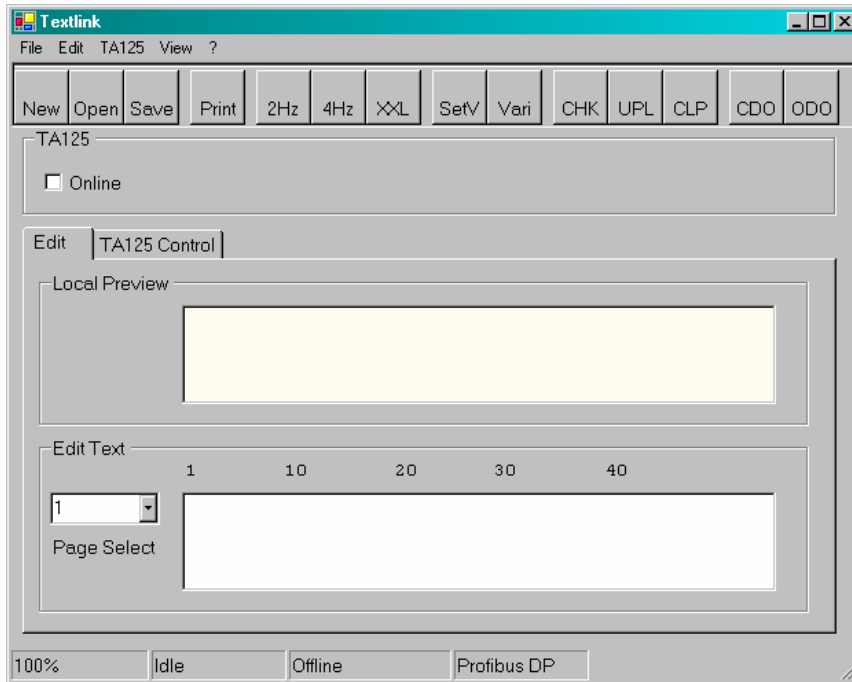 Textlink
File Edit TA125 View ?
New Open Save Print 2Hz 4Hz XXL SetV Vari CHK UPL CLP CDO ODO
TA125
Online
Edit TA125 Control
Local Preview
Edit Text
1 10 20 30 40
1
Page Select
100% Idle Offline Profibus DP